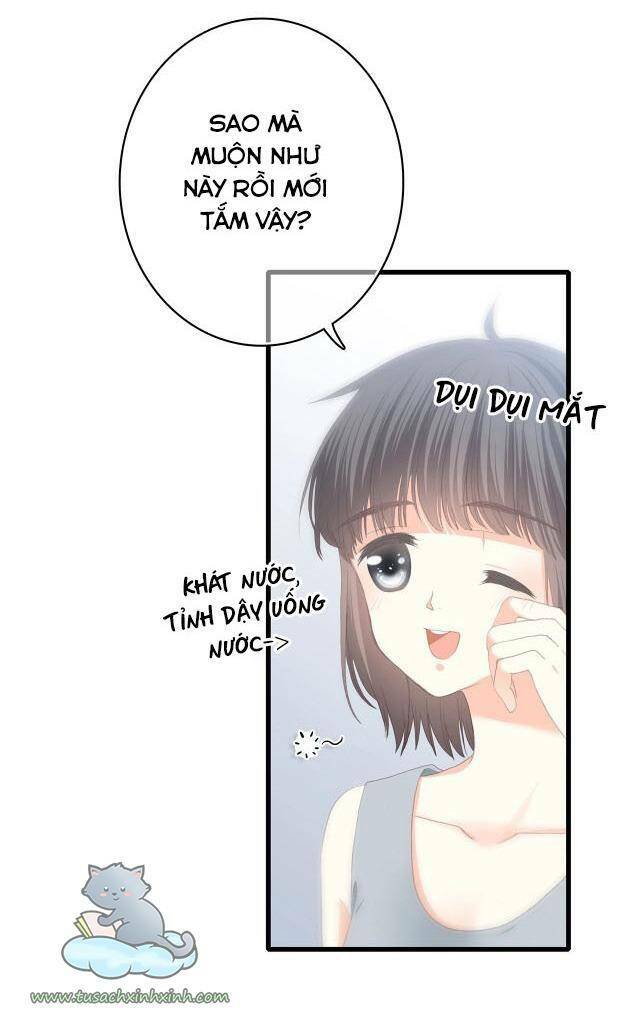 SAO MÀ
MUỘN NHƯ
NÀY RỒI MỚI
TẮM VẬY?
DỤI DỤI MẮT
KHÁT NƯỚC,
TỈNH DẬY UỐNG
NƯỚC->
www.tusachxinhxinh.com